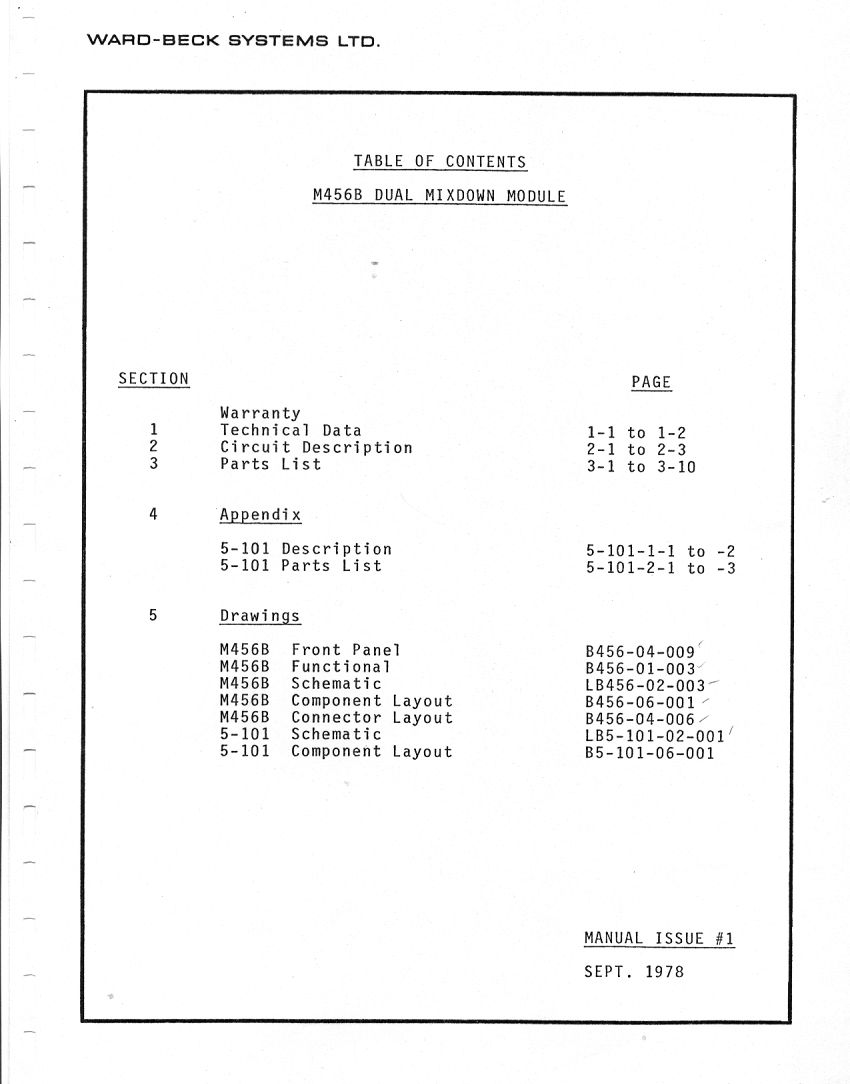 WARD-BECK SYSTEMS LTD.
TABLE OF CONTENTS
M456B DUAL MIXDOWN MODULE
SECTION PAGE
Warranty
1 Technical Data 1-1 to 1-2
2 Circuit Description 2-1 to 2-3
3 Parts List 3-1 to 3-10
4 Appendix
5-101 Description 5-101-1-1 to -2
5-101 Parts List 5-101-2-1 to -3
5 Drawings
M456B Front Panel B456-04-009
M456B Functional B456-01-003
M456B Schematic LB456-02-003
M456B Component Layout B456-06-001
M456B Connector Layout B456-04-006
5-101 Schematic LB5-101-02-001
5-101 Component Layout B5-101-06-001
MANUAL ISSUE #1
SEPT. 1978